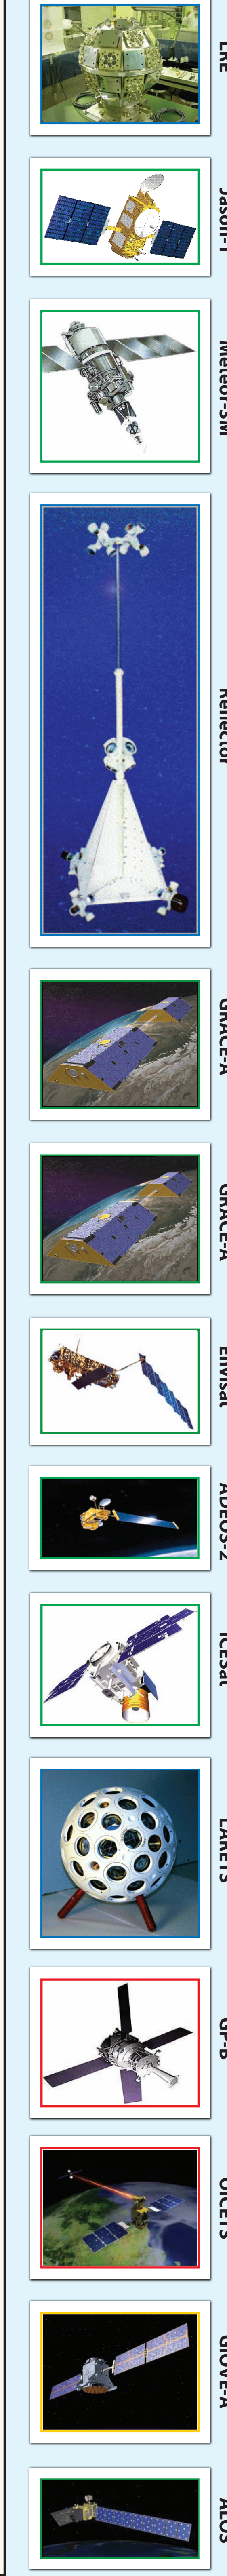 LRE
Jason-1
Meteor-3M
Reflector
GRACE-A
GRACE-A
Envisat
ADEOS-2
ICESat
LARETS
GP-B
OICETS
GIOVE-A
ALOS